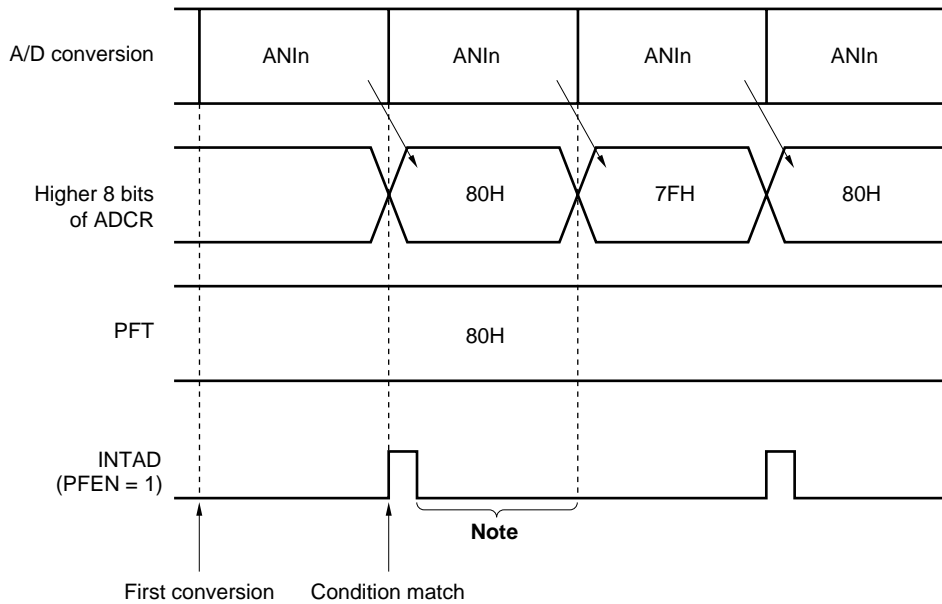 A/D conversion
ANIn
ANIn
ANIn
ANIn
Higher 8 bits
of ADCR
80H
7FH
80H
PFT
80H
INTAD
(PFEN = 1)
Note
First conversion
Condition match